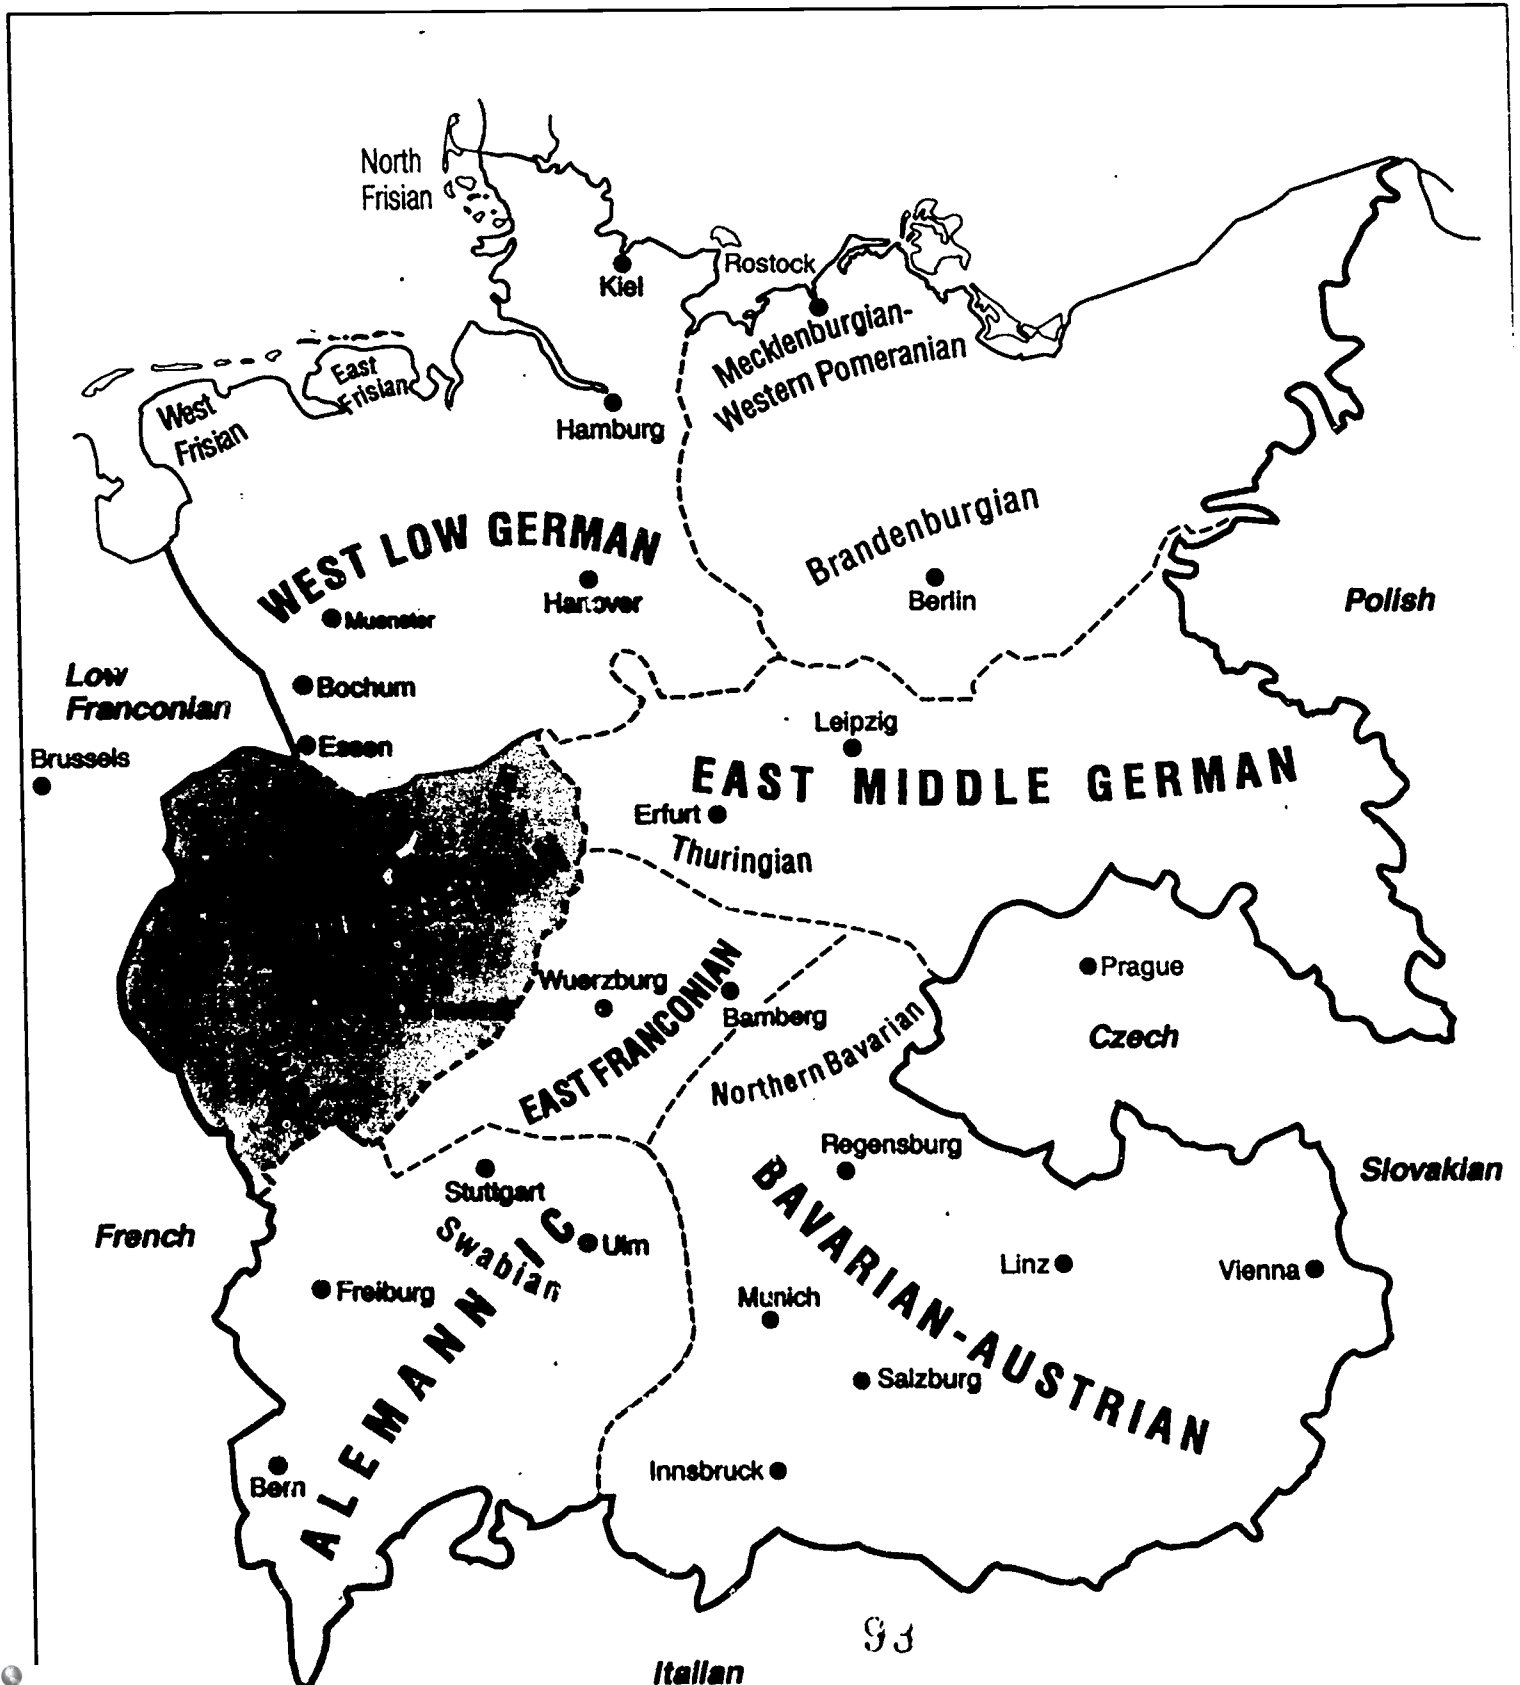 North
Frisian
Kiel
Rostock
Mecklenburgian-
Western Pomeranian
East
Frisian
West
Frisian
Hamburg
WEST LOW GERMAN
Brandenburgian
Hanover
Berlin
Muenster
Polish
Low
Franconian
Bochum
Essen
Brussels
Leipzig
EAST MIDDLE GERMAN
Erfurt
Thuringian
Wuerzburg
EAST FRANCONIAN
Bamberg
Prague
Czech
Northern Bavarian
Regensburg
Slovakian
Stuttgart
Swabian
Ulm
French
Freiburg
ALEMANNIC
BAVARIAN-AUSTRIAN
Linz
Vienna
Munich
Salzburg
Bern
Innsbruck
93
Italian